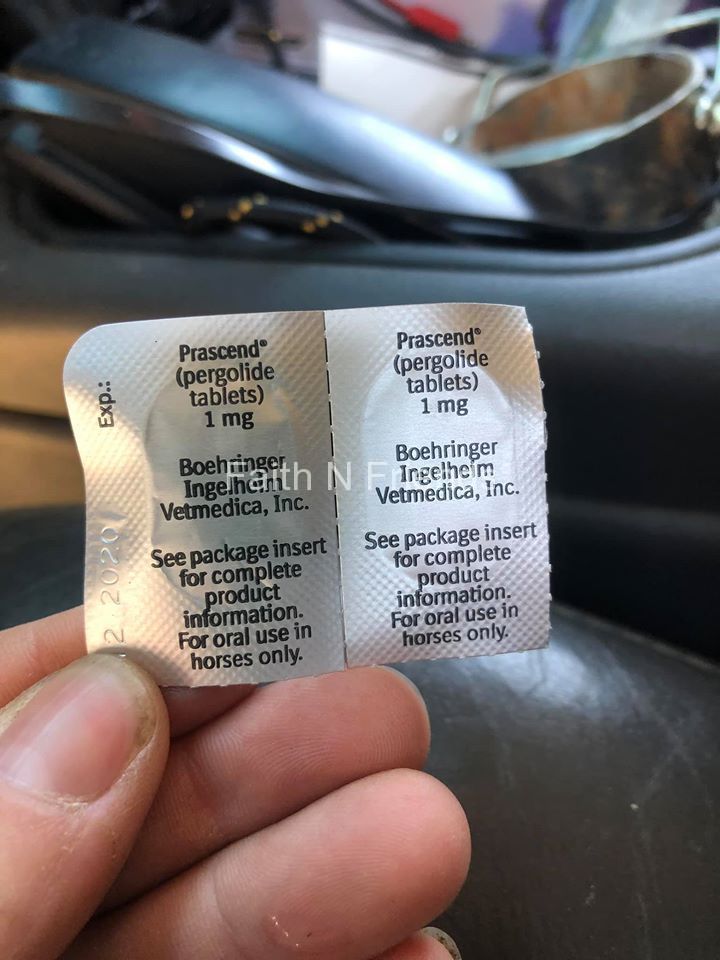 Prascend®
(pergolide
tablets)
1 mg
Boehringer
Ingelheim
Vetmedica, Inc.
See package insert
for complete
product
information.
For oral use in
horses only.
Prascend®
(pergolide
tablets)
1 mg
Boehringer
Ingelheim
Vetmedica, Inc.
See package insert
for complete
product
information.
For oral use in
horses only.
Exp.:
2 2020
Faith N